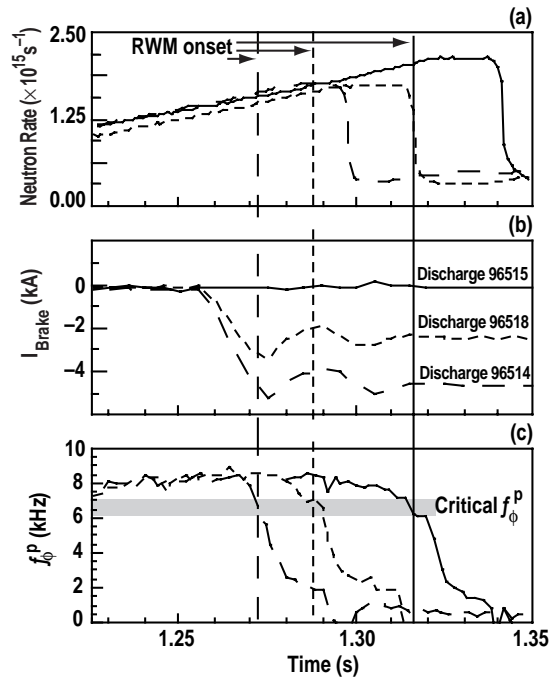 (a)
2.50
RWM onset
1.25
0.00
Neutron Rate (× 10¹⁵ s⁻¹)
(b)
0
−2
−4
I_Brake (kA)
Discharge 96515
Discharge 96518
Discharge 96514
(c)
10
8
6
4
2
0
f_ϕ^p (kHz)
Critical f_ϕ^p
1.25
1.30
1.35
Time (s)